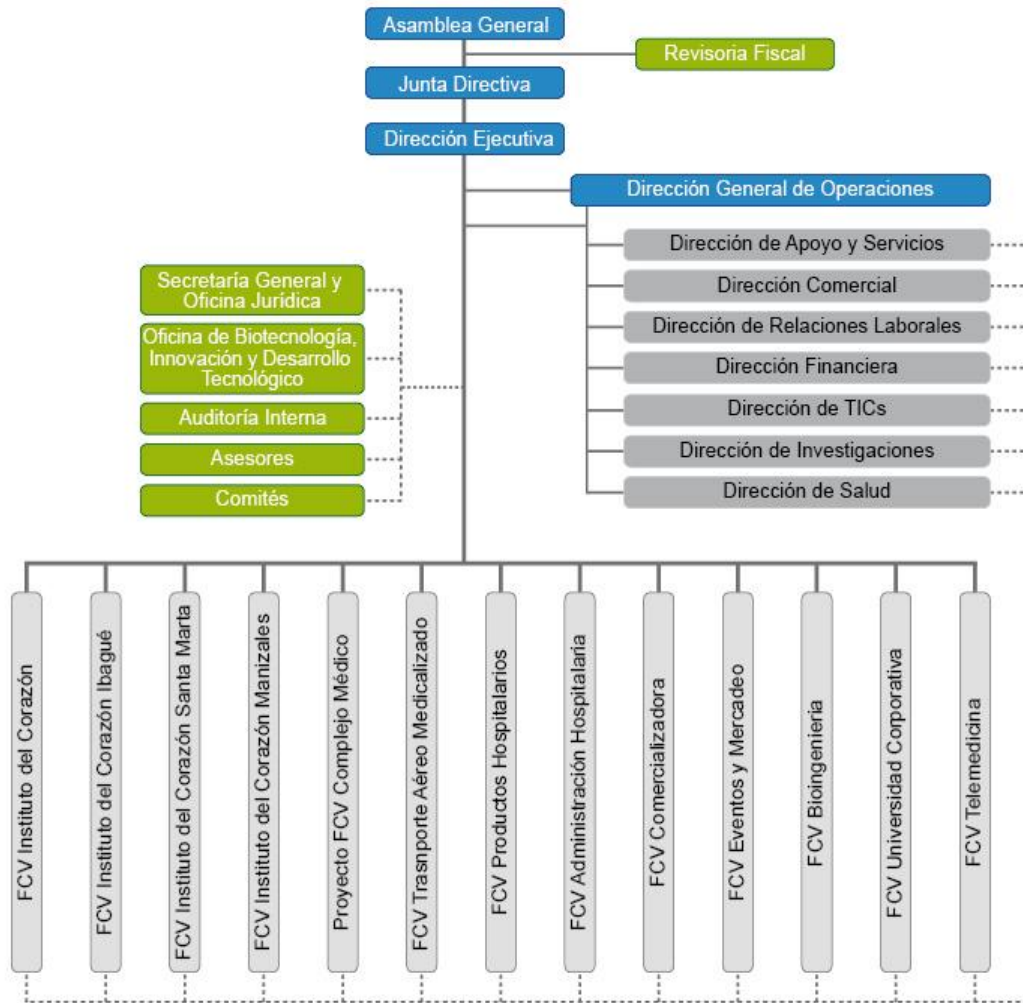 Asamblea General
Revisoria Fiscal
Junta Directiva
Dirección Ejecutiva
Dirección General de Operaciones
Dirección de Apoyo y Servicios
Dirección Comercial
Dirección de Relaciones Laborales
Dirección Financiera
Dirección de TICs
Dirección de Investigaciones
Dirección de Salud
Secretaría General y
Oficina Jurídica
Oficina de Biotecnología,
Innovación y Desarrollo
Tecnológico
Auditoría Interna
Asesores
Comités
FCV Instituto del Corazón
FCV Instituto del Corazón Ibagué
FCV Instituto del Corazón Santa Marta
FCV Instituto del Corazón Manizales
Proyecto FCV Complejo Médico
FCV Trasnporte Aéreo Medicalizado
FCV Productos Hospitalarios
FCV Administración Hospitalaria
FCV Comercializadora
FCV Eventos y Mercadeo
FCV Bioingeniería
FCV Universidad Corporativa
FCV Telemedicina